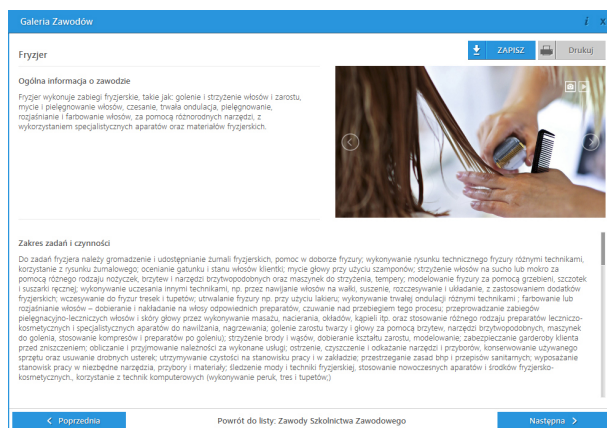 Galeria Zawodów
i X
Fryzjer
ZAPISZ
Drukuj
Ogólna informacja o zawodzie
Fryzjer wykonuje zabiegi fryzjerskie, takie jak: golenie i strzyżenie włosów i zarostu,
mycie i pielęgnowanie włosów, czesanie, trwała ondulacja, pielęgnowanie,
rozjaśnianie i farbowanie włosów, za pomocą różnorodnych narzędzi, z
wykorzystaniem specjalistycznych aparatów oraz materiałów fryzjerskich.
Zakres zadań i czynności
Do zadań fryzjera należy gromadzenie i udostępnianie żurnali fryzjerskich, pomoc w doborze fryzury; wykonywanie rysunku technicznego fryzury różnymi technikami,
korzystanie z rysunku żurnalowego; ocenianie gatunku i stanu włosów klientki; mycie głowy przy użyciu szamponów; strzyżenie włosów na sucho lub mokro za
pomocą różnego rodzaju nożyczek, brzytew i narzędzi brzytwopodobnych oraz maszynek do strzyżenia, tempery; modelowanie fryzury za pomocą grzebieni, szczotek
i suszarki ręcznej; wykonywanie uczesania innymi technikami, np. przez nawijanie włosów na wałki, suszenie, rozczesywanie i układanie, z zastosowaniem dodatków
fryzjerskich; wczesywanie do fryzur tresek i tupetów; utrwalanie fryzury np. przy użyciu lakieru; wykonywanie trwałej ondulacji różnymi technikami ; farbowanie lub
rozjaśnianie włosów – dobieranie i nakładanie na włosy odpowiednich preparatów, czuwanie nad przebiegiem tego procesu; przeprowadzanie zabiegów
pielęgnacyjno-leczniczych włosów i skóry głowy przez wykonywanie masażu, nacierania, okładów, kąpieli itp. oraz stosowanie różnego rodzaju preparatów leczniczo-
kosmetycznych i specjalistycznych aparatów do nawilżania, nagrzewania; golenie zarostu twarzy i głowy za pomocą brzytew, narzędzi brzytwopodobnych, maszynek
do golenia, stosowanie kompresów i preparatów po goleniu); strzyżenie brody i wąsów, dobieranie kształtu zarostu, modelowanie; zabezpieczanie garderoby klienta
przed zniszczeniem; obliczanie i przyjmowanie należności za wykonane usługi; ostrzenie, czyszczenie i odkażanie narzędzi i przyborów, konserwowanie używanego
sprzętu oraz usuwanie drobnych usterek; utrzymywanie czystości na stanowisku pracy i w zakładzie; przestrzeganie zasad bhp i przepisów sanitarnych; wyposażanie
stanowisk pracy w niezbędne narzędzia, przybory i materiały; śledzenie mody i techniki fryzjerskiej, stosowanie nowoczesnych aparatów i środków fryzjersko-
kosmetycznych., korzystanie z technik komputerowych (wykonywanie peruk, tres i tupetów;)
Poprzednia
Powrót do listy: Zawody Szkolnictwa Zawodowego
Następna